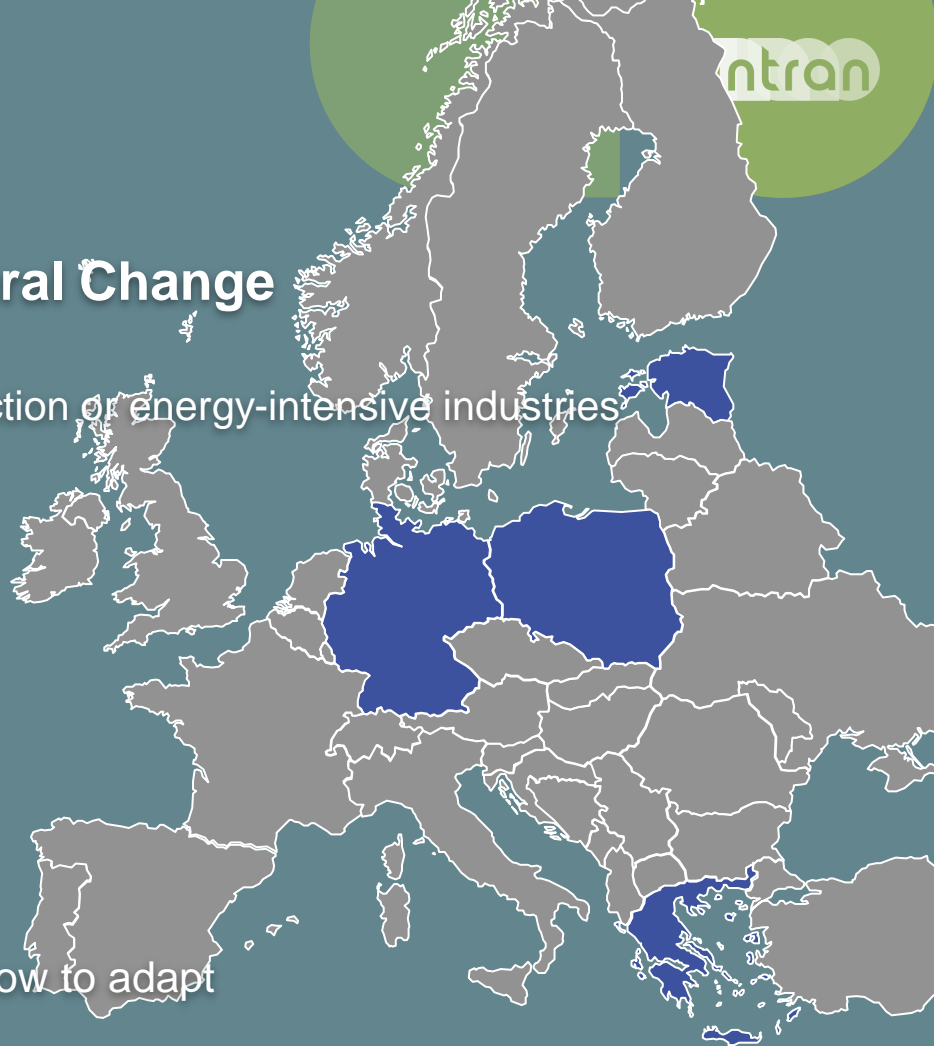 ntran
ral Change
ction or energy-intensive industries
ow to adapt